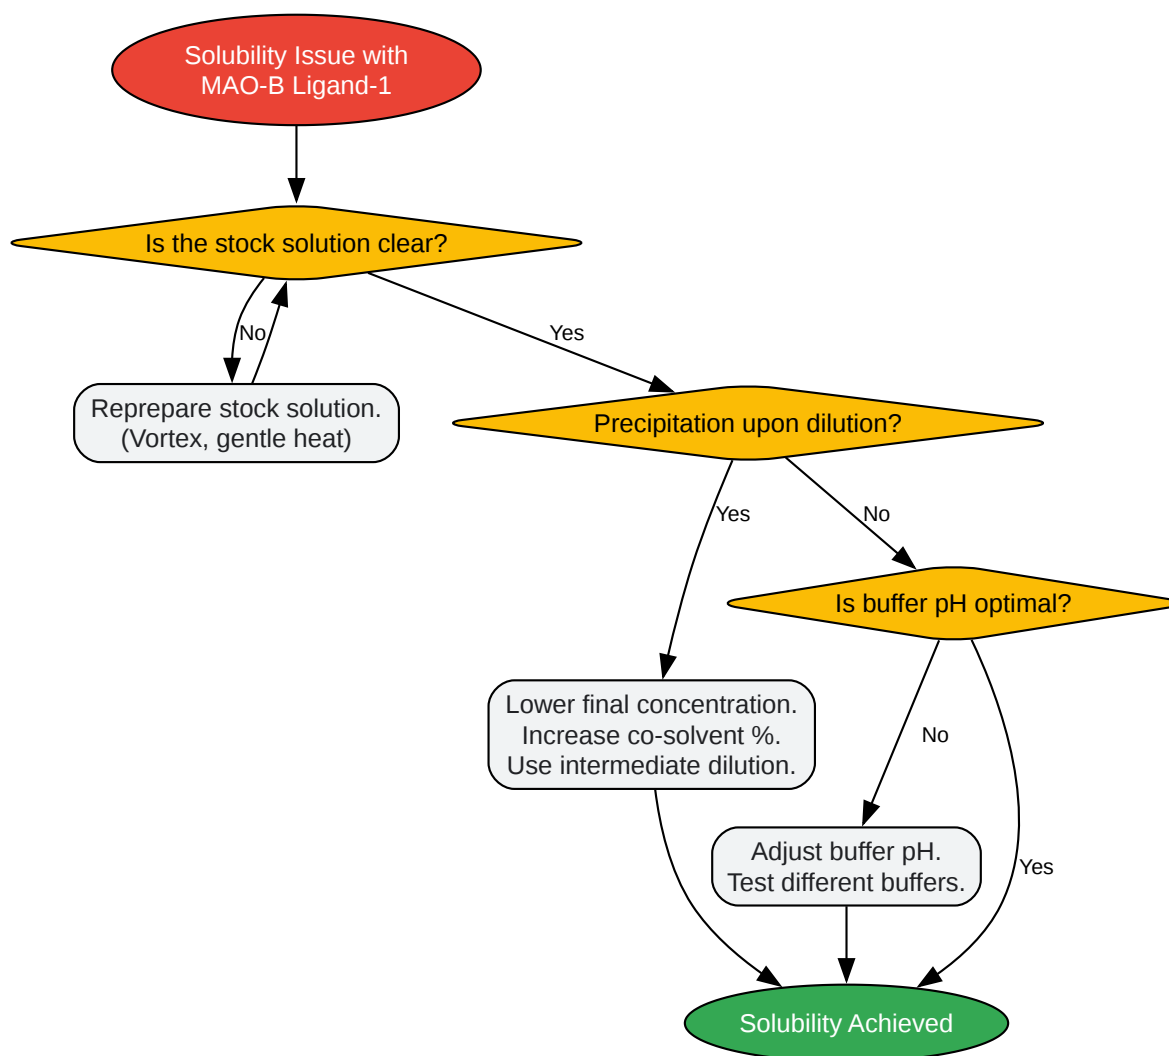 Solubility Issue with
MAO-B Ligand-1
Is the stock solution clear?
No
Yes
Reprepare stock solution.
(Vortex, gentle heat)
Precipitation upon dilution?
Yes
No
Is buffer pH optimal?
Lower final concentration.
Increase co-solvent %.
Use intermediate dilution.
No
Adjust buffer pH.
Test different buffers.
Yes
Solubility Achieved